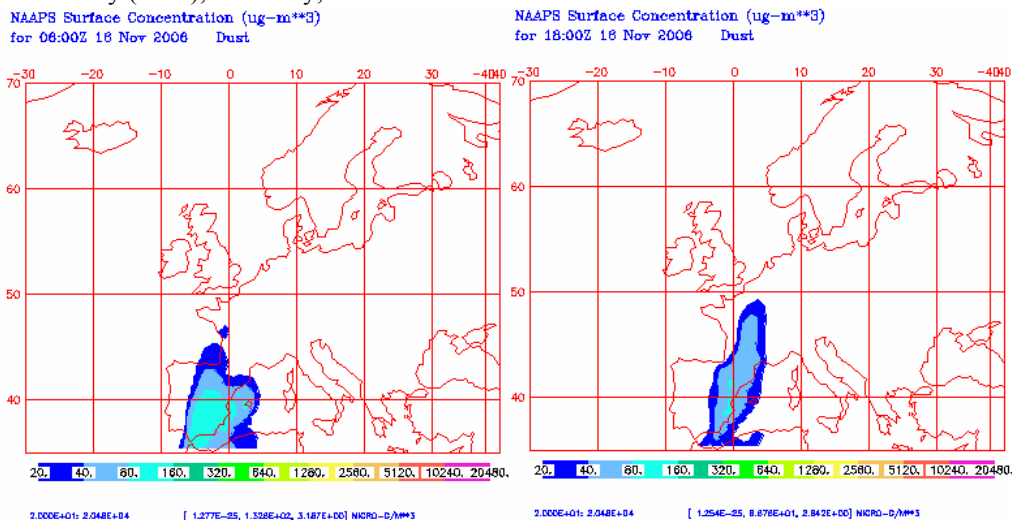 NAAPS Surface Concentration (ug-m**3)
for 06:00Z 16 Nov 2006 Dust
-30 -20 -10 0 10 20 30 -4040
70
60
50
40
20. 40. 80. 160. 320. 640. 1280. 2560. 5120. 10240. 20480.
2.000E+01: 2.048E+04 [ 1.277E-25, 1.326E+02, 3.187E+00] MICRO-G/M**3
NAAPS Surface Concentration (ug-m**3)
for 18:00Z 16 Nov 2006 Dust
-30 -20 -10 0 10 20 30 -4040
70
60
50
40
20. 40. 80. 160. 320. 640. 1280. 2560. 5120. 10240. 20480.
2.000E+01: 2.048E+04 [ 1.254E-25, 8.676E+01, 2.842E+00] MICRO-G/M**3